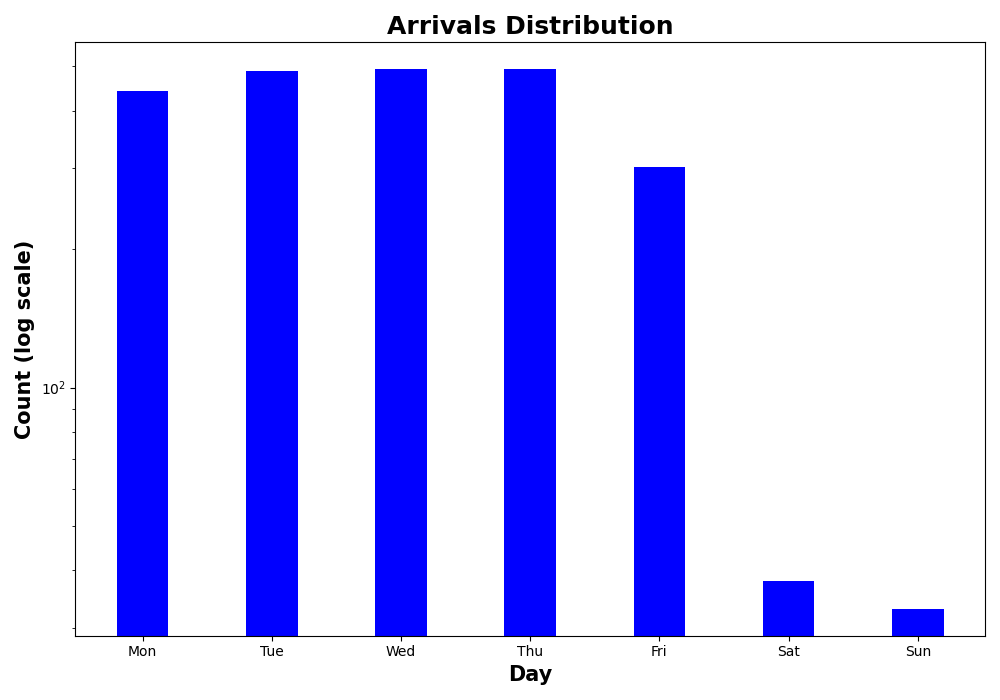 Arrivals Distribution
Count (log scale)
10²
Mon Tue Wed Thu Fri Sat Sun
Day